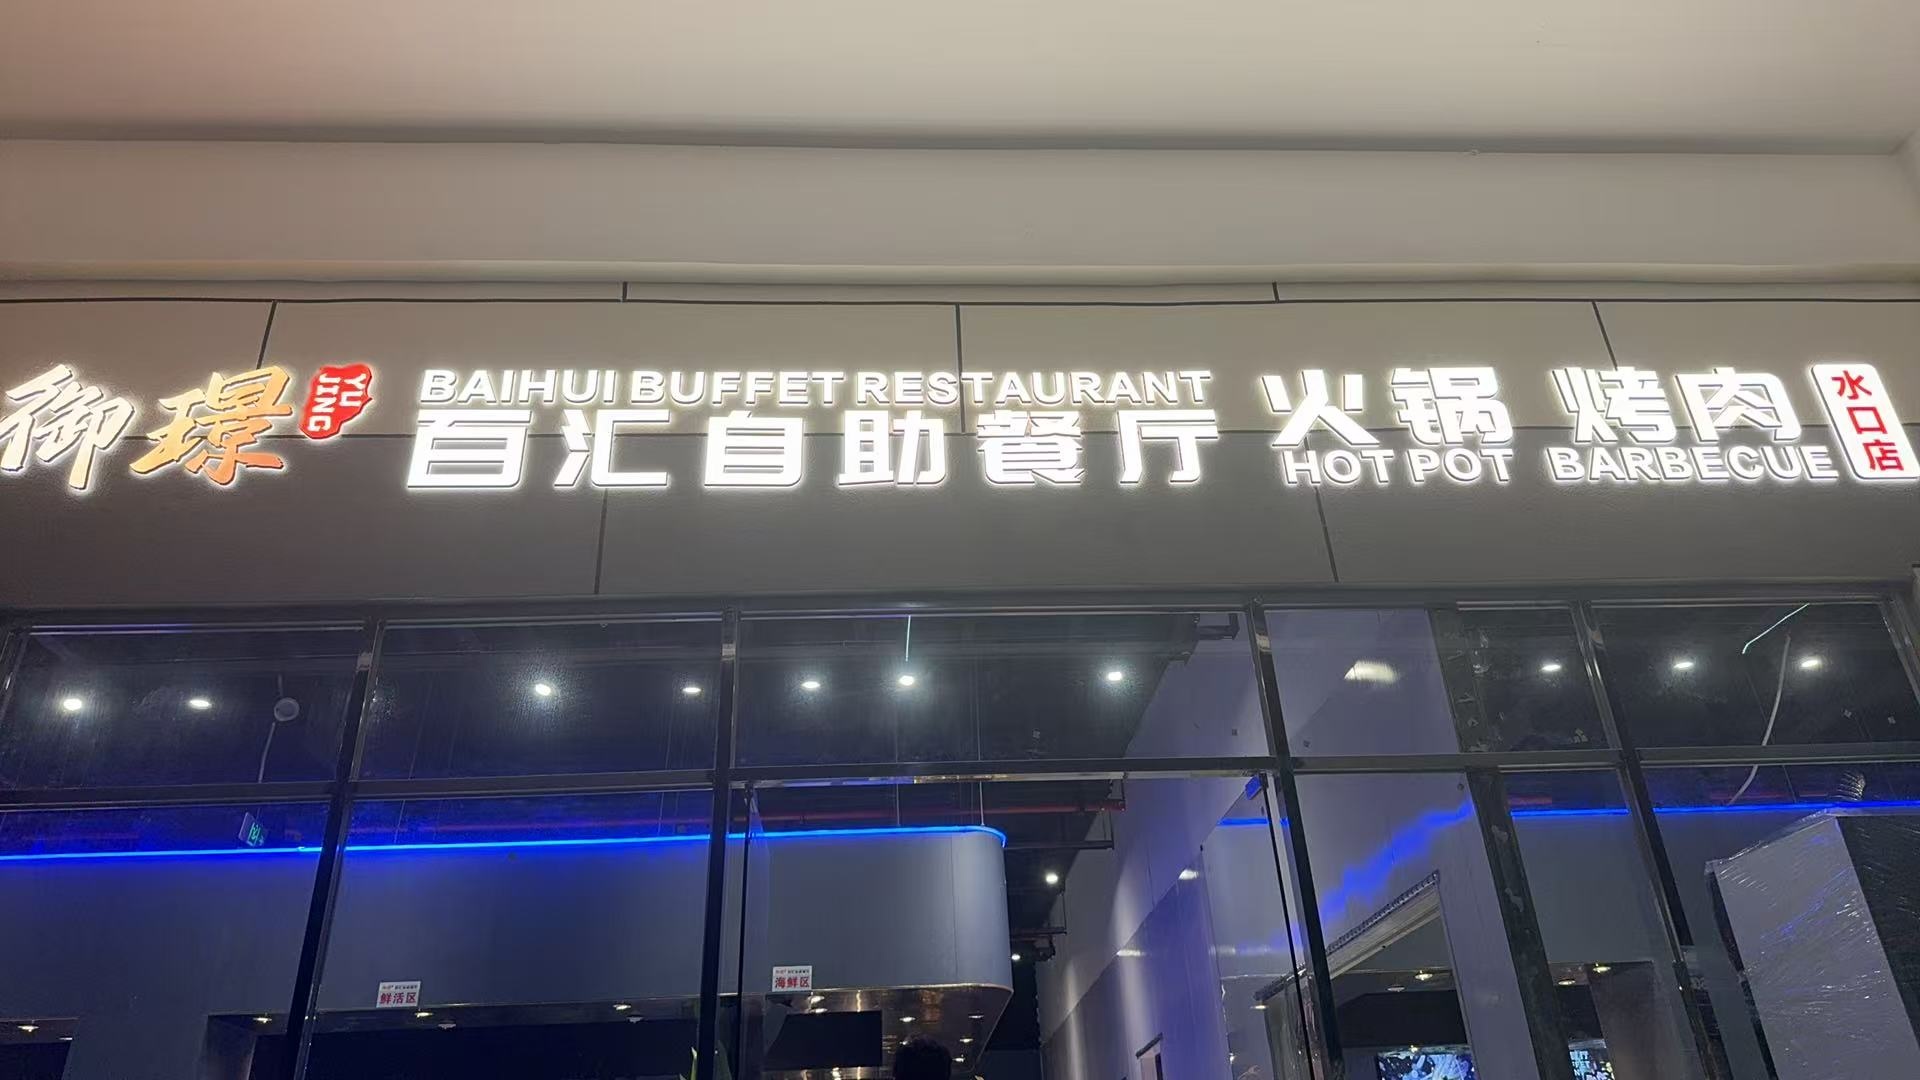 御璟
YU JING
BAIHUI BUFFET RESTAURANT
百汇自助餐厅
火锅 烤肉
HOT POT BARBECUE
水口店
鲜活区
海鲜区